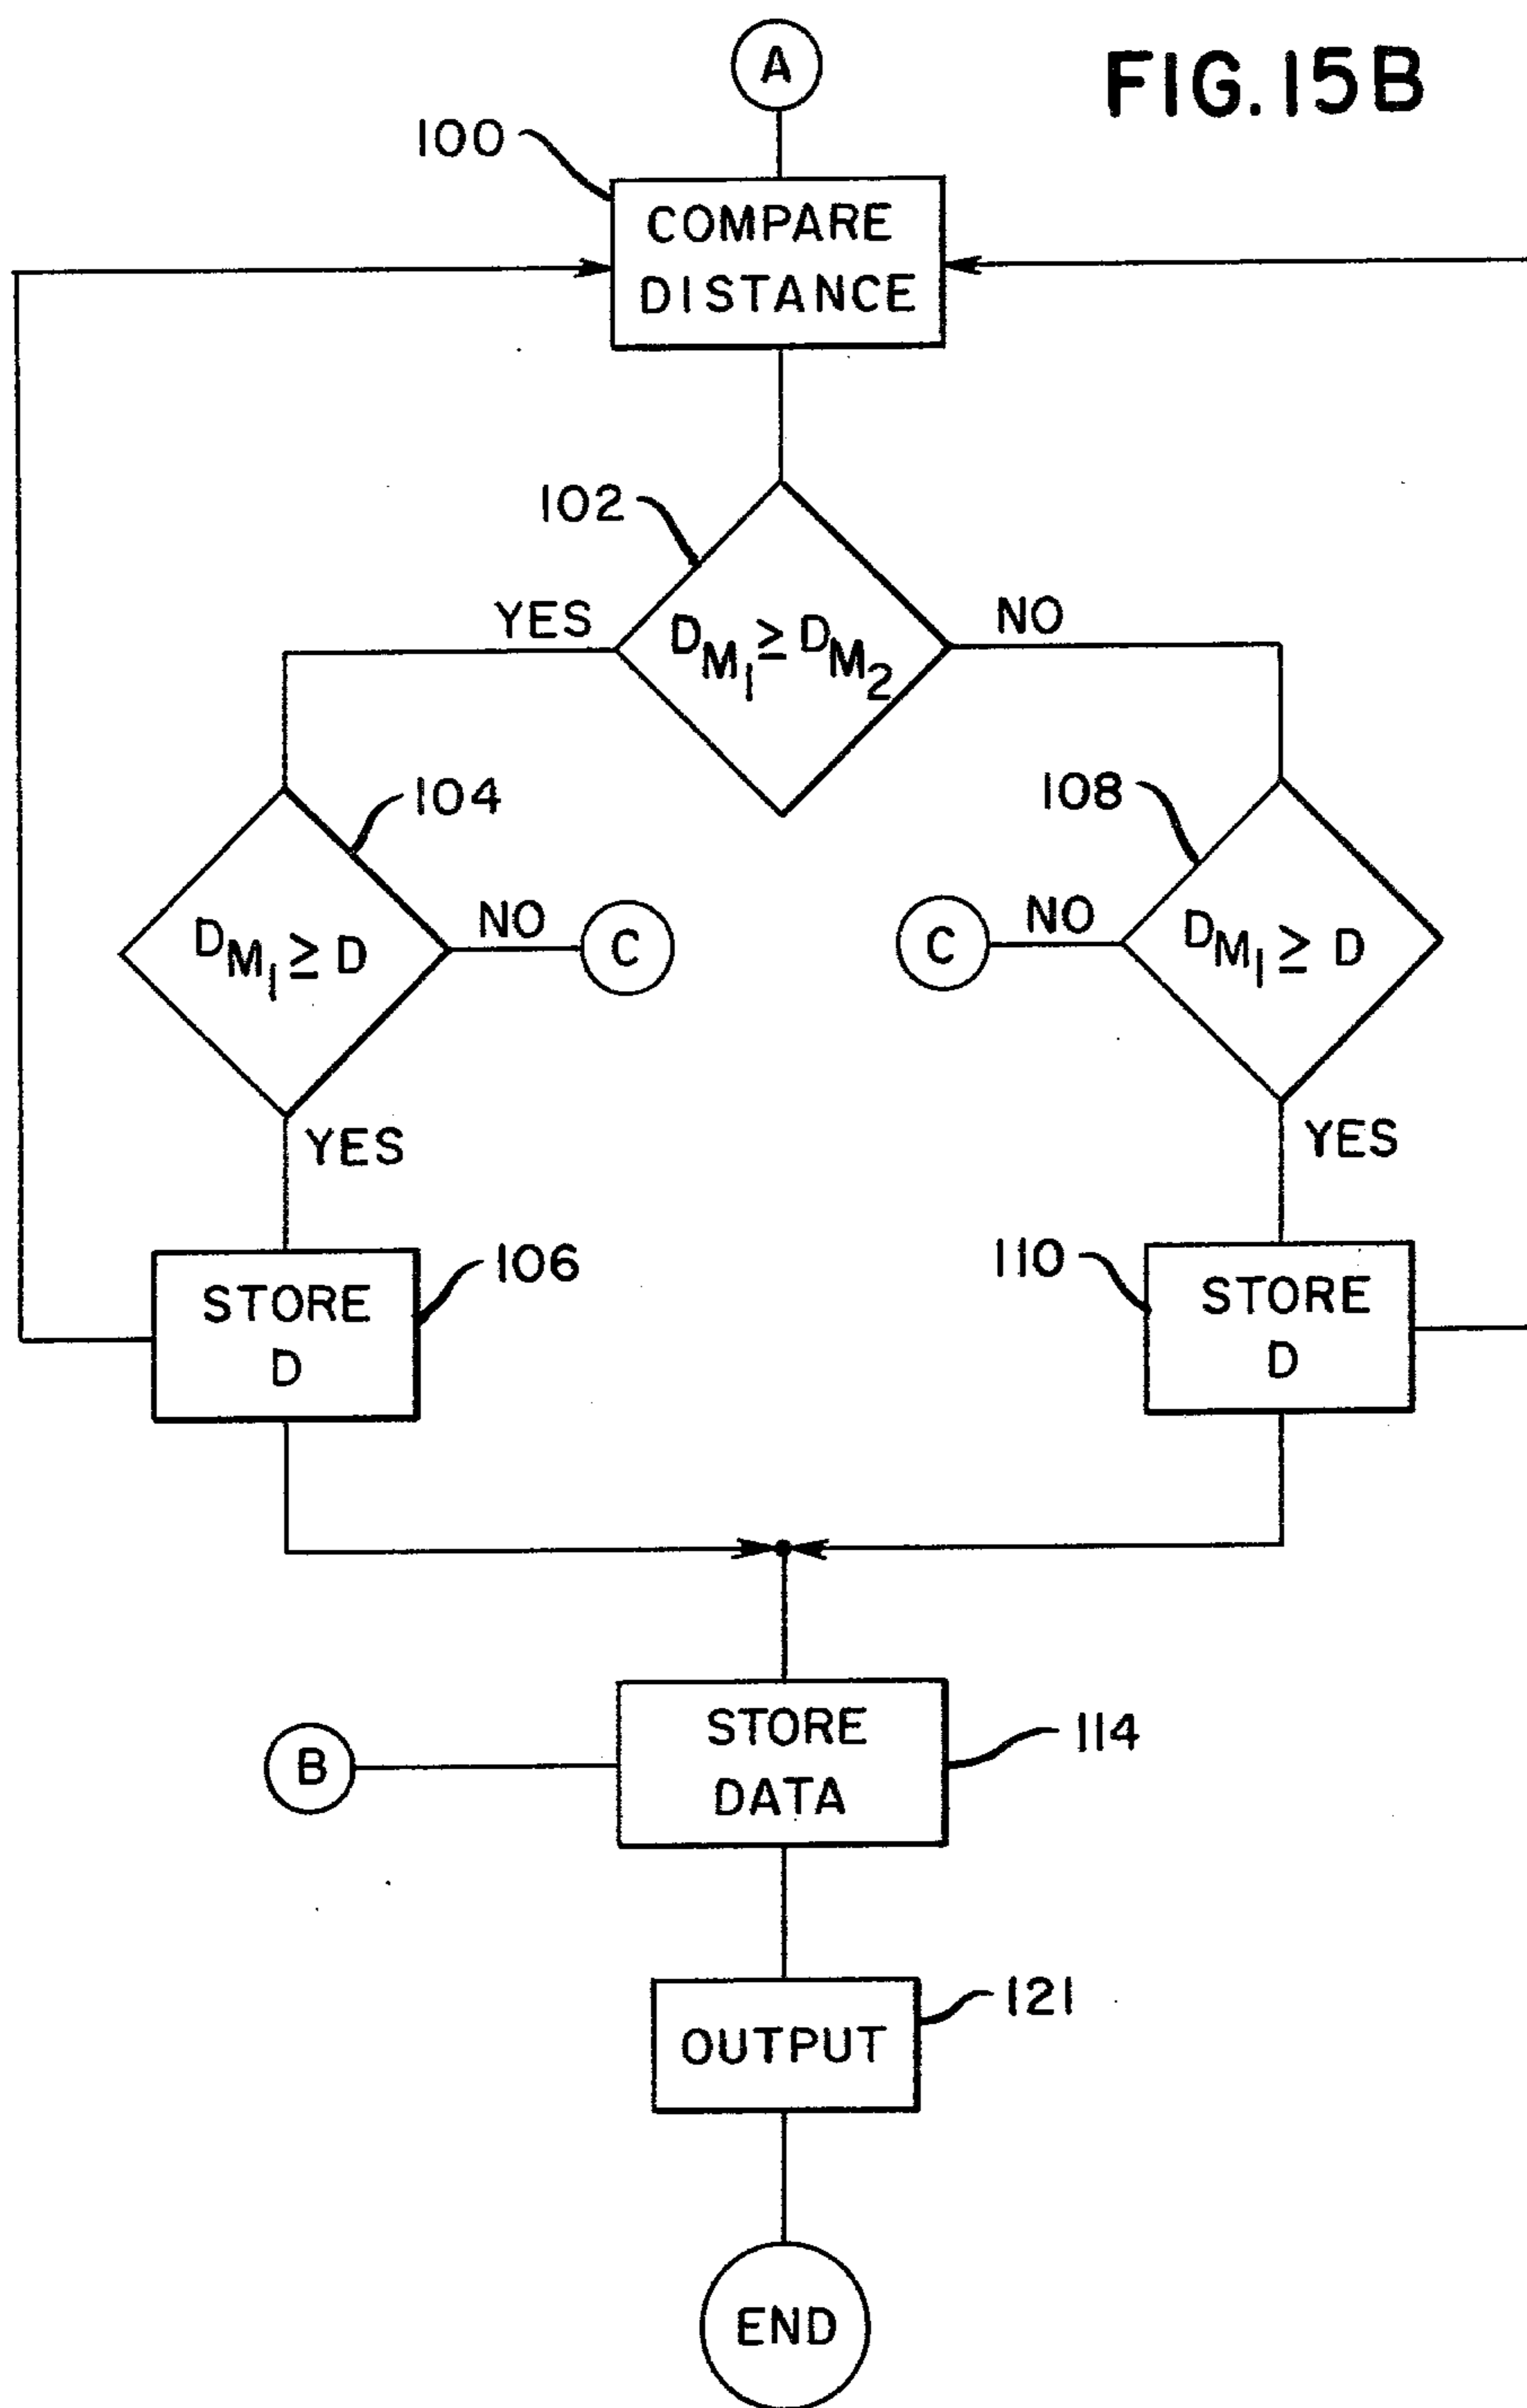 A
FIG. 15B
100
COMPARE
DISTANCE
102
YES
D_M1 ≥ D_M2
NO
104
108
D_M1 ≥ D
NO
C
C
NO
D_M1 ≥ D
YES
YES
STORE
D
106
110
STORE
D
B
STORE
DATA
114
OUTPUT
121
END